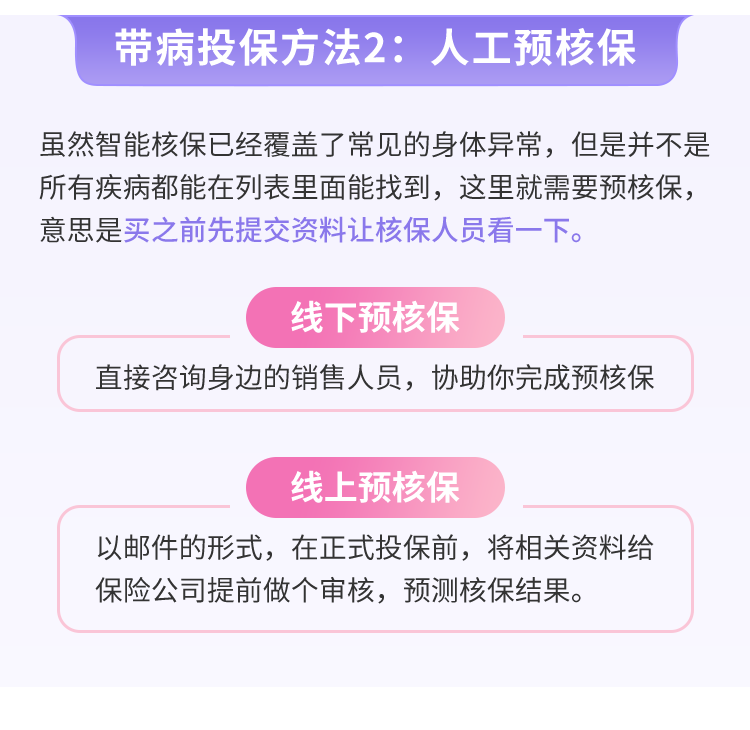 带病投保方法2：人工预核保
虽然智能核保已经覆盖了常见的身体异常，但是并不是
所有疾病都能在列表里面能找到，这里就需要预核保，
意思是买之前先提交资料让核保人员看一下。
线下预核保
直接咨询身边的销售人员，协助你完成预核保
线上预核保
以邮件的形式，在正式投保前，将相关资料给
保险公司提前做个审核，预测核保结果。